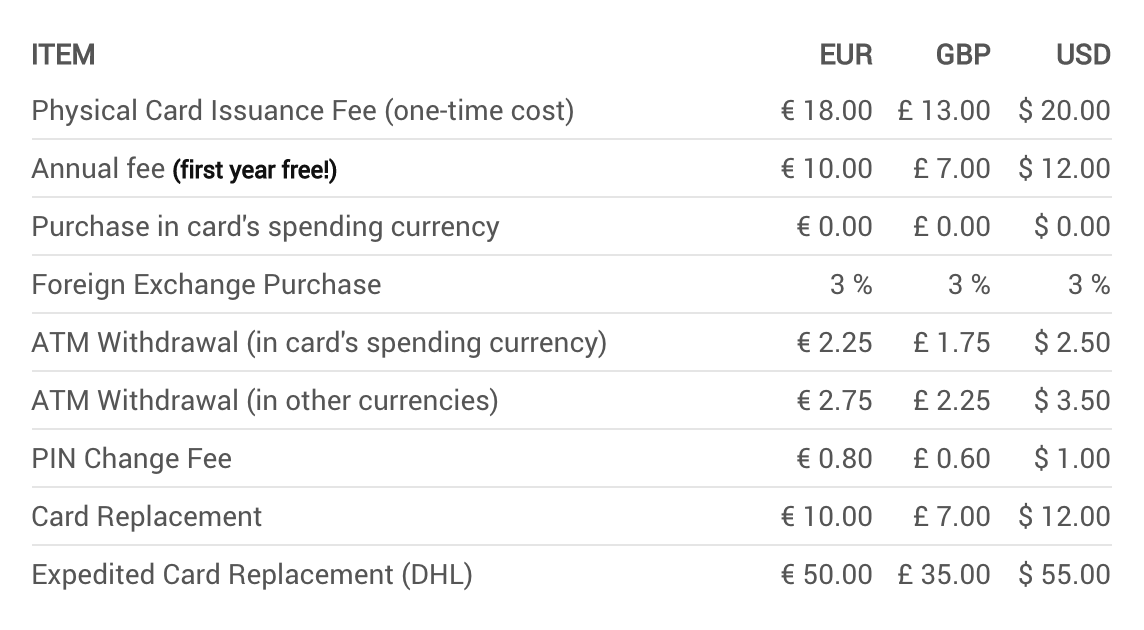 ITEM EUR GBP USD
Physical Card Issuance Fee (one-time cost) € 18.00 £ 13.00 $ 20.00
Annual fee (first year free!) € 10.00 £ 7.00 $ 12.00
Purchase in card's spending currency € 0.00 £ 0.00 $ 0.00
Foreign Exchange Purchase 3 % 3 % 3 %
ATM Withdrawal (in card's spending currency) € 2.25 £ 1.75 $ 2.50
ATM Withdrawal (in other currencies) € 2.75 £ 2.25 $ 3.50
PIN Change Fee € 0.80 £ 0.60 $ 1.00
Card Replacement € 10.00 £ 7.00 $ 12.00
Expedited Card Replacement (DHL) € 50.00 £ 35.00 $ 55.00